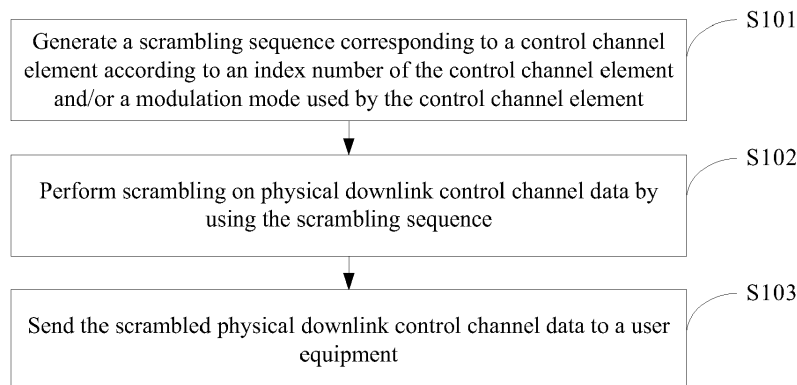 S101
Generate a scrambling sequence corresponding to a control channel
element according to an index number of the control channel element
and/or a modulation mode used by the control channel element
S102
Perform scrambling on physical downlink control channel data by
using the scrambling sequence
S103
Send the scrambled physical downlink control channel data to a user
equipment